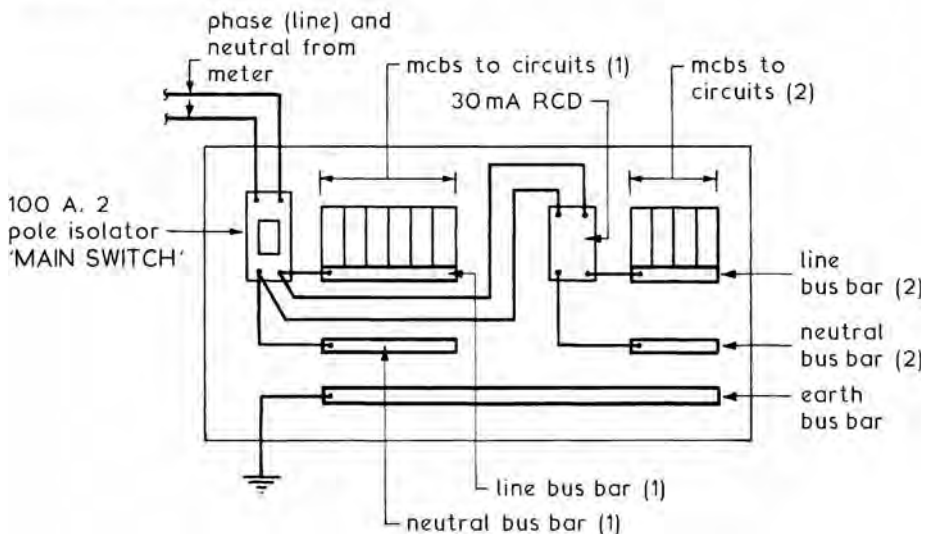 phase (line) and
neutral from
meter
mcbs to circuits (1)
mcbs to
circuits (2)
30mA RCD
100 A. 2
pole isolator
'MAIN SWITCH'
line
bus bar (2)
neutral
bus bar (2)
earth
bus bar
line bus bar (1)
neutral bus bar (1)